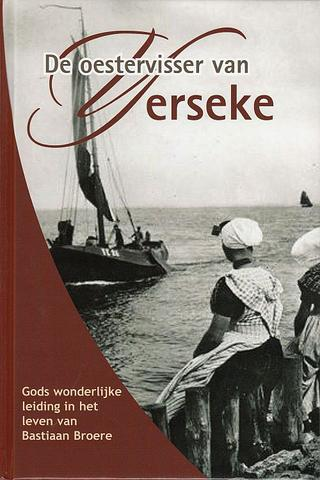 De oestervisser van
Yerseke
Gods wonderlijke
leiding in het
leven van
Bastiaan Broere